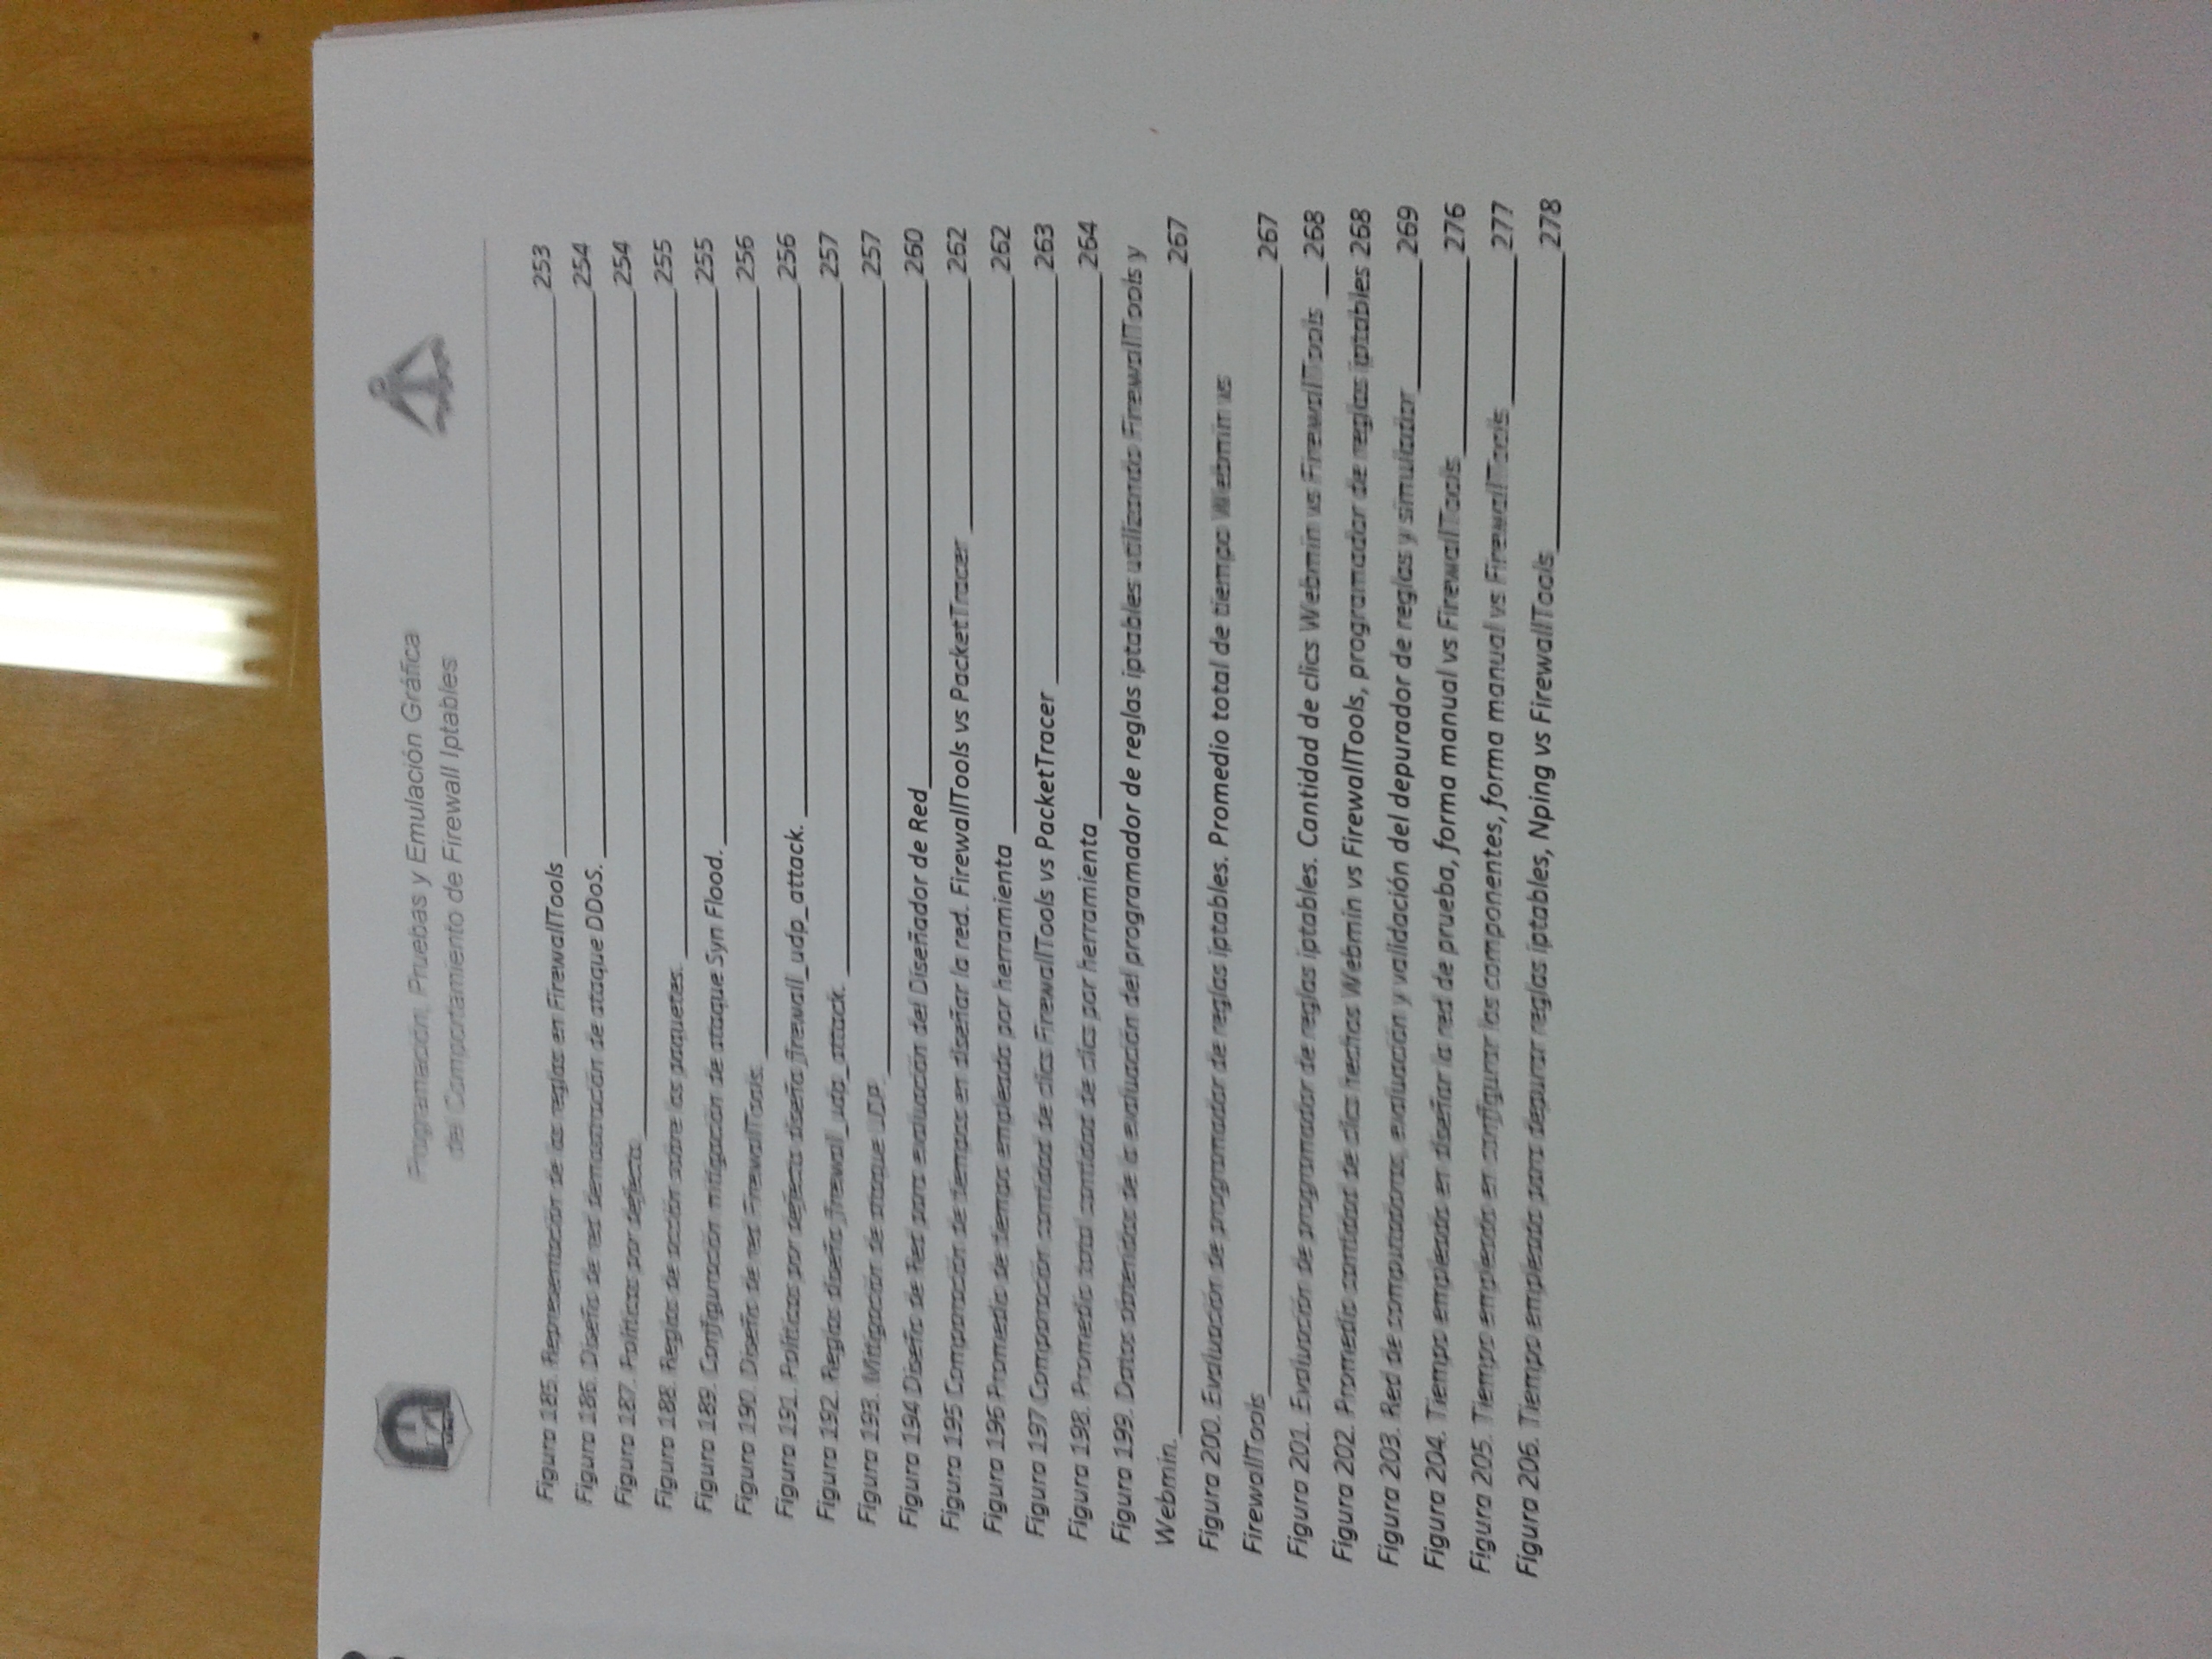 Programación, Pruebas y Emulación Gráfica
del Comportamiento de Firewall Iptables
Figura 185. Representación de las reglas en FirewallTools 253
Figura 186. Diseño de red demostración de ataque DDoS. 254
Figura 187. Políticas por defecto 254
Figura 188. Reglas de acción sobre los paquetes. 255
Figura 189. Configuración mitigación de ataque Syn Flood. 255
Figura 190. Diseño de red FirewallTools. 256
Figura 191. Políticas por defecto diseño firewall_udp_attack. 256
Figura 192. Reglas diseño firewall_udp_attack. 257
Figura 193. Mitigación de ataque UDP. 257
Figura 194 Diseño de Red para evaluación del Diseñador de Red 260
Figura 195 Comparación de tiempos en diseñar la red. FirewallTools vs PacketTracer 262
Figura 196 Promedio de tiempo empleado por herramienta 262
Figura 197 Comparación cantidad de clics FirewallTools vs PacketTracer 263
Figura 198. Promedio total cantidad de clics por herramienta 264
Figura 199. Datos obtenidos de la evaluación del programador de reglas iptables utilizando FirewallTools y
Webmin. 267
Figura 200. Evaluación de programador de reglas iptables. Promedio total de tiempo Webmin vs
FirewallTools 267
Figura 201. Evaluación de programador de reglas iptables. Cantidad de clics Webmin vs FirewallTools 268
Figura 202. Promedio cantidad de clics hechos Webmin vs FirewallTools, programador de reglas iptables 268
Figura 203. Red de computadoras, evaluación y validación del depurador de reglas y simulador 269
Figura 204. Tiempo empleado en diseñar la red de prueba, forma manual vs FirewallTools 276
Figura 205. Tiempo empleado en configurar los componentes, forma manual vs FirewallTools 277
Figura 206. Tiempo empleado para depurar reglas iptables, Nping vs FirewallTools 278